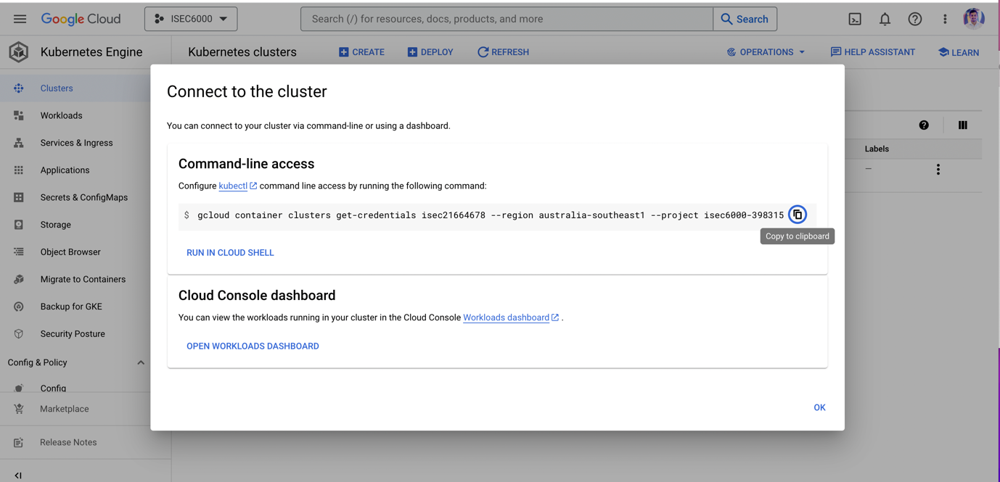 Google Cloud
ISEC6000
Search (/) for resources, docs, products, and more
Search
Kubernetes Engine
Kubernetes clusters
CREATE
DEPLOY
REFRESH
OPERATIONS
HELP ASSISTANT
LEARN
Clusters
Workloads
Services & Ingress
Applications
Secrets & ConfigMaps
Storage
Object Browser
Migrate to Containers
Backup for GKE
Security Posture
Config & Policy
Config
Marketplace
Release Notes
Connect to the cluster
You can connect to your cluster via command-line or using a dashboard.
Command-line access
Configure kubectl command line access by running the following command:
$ gcloud container clusters get-credentials isec21664678 --region australia-southeast1 --project isec6000-398315
Copy to clipboard
RUN IN CLOUD SHELL
Cloud Console dashboard
You can view the workloads running in your cluster in the Cloud Console Workloads dashboard .
OPEN WORKLOADS DASHBOARD
OK
Labels
—